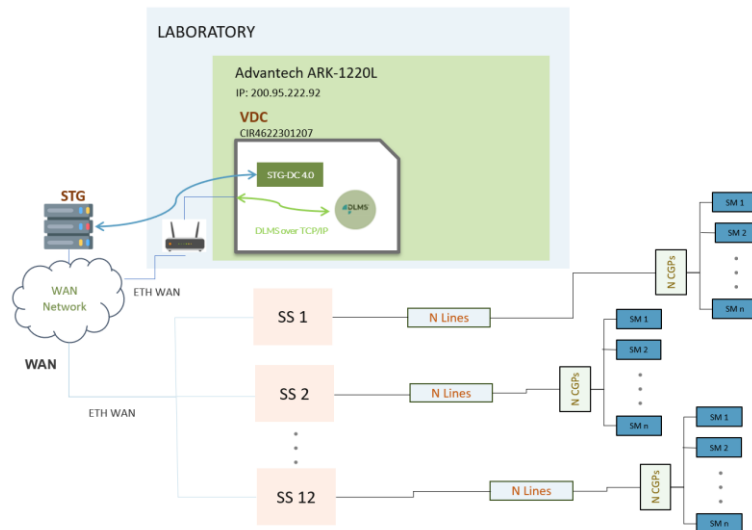 LABORATORY
Advantech ARK-1220L
IP: 200.95.222.92
VDC
CIR4622301207
STG-DC 4.0
DLMS
DLMS over TCP/IP
STG
WAN
Network
ETH WAN
WAN
ETH WAN
SS 1
N Lines
N CGPs
SM 1
SM 2
SM n
SS 2
N Lines
N CGPs
SM 1
SM 2
SM n
SS 12
N Lines
N CGPs
SM 1
SM 2
SM n